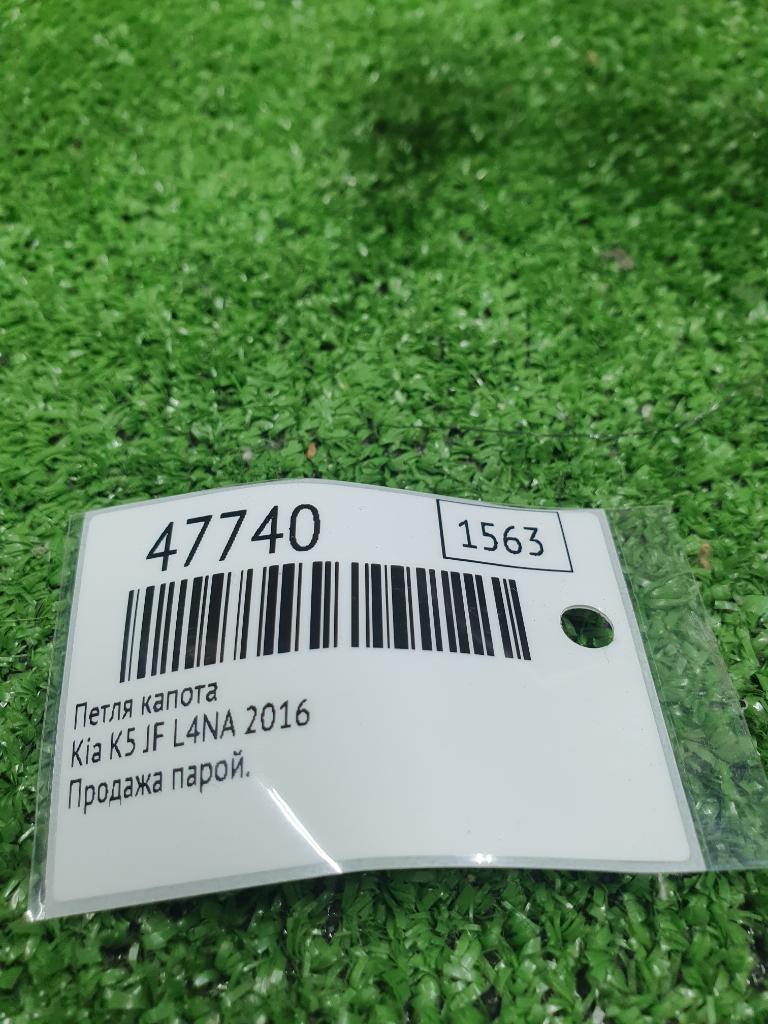 47740
1563
Петля капота
Kia K5 JF L4NA 2016
Продажа парой.